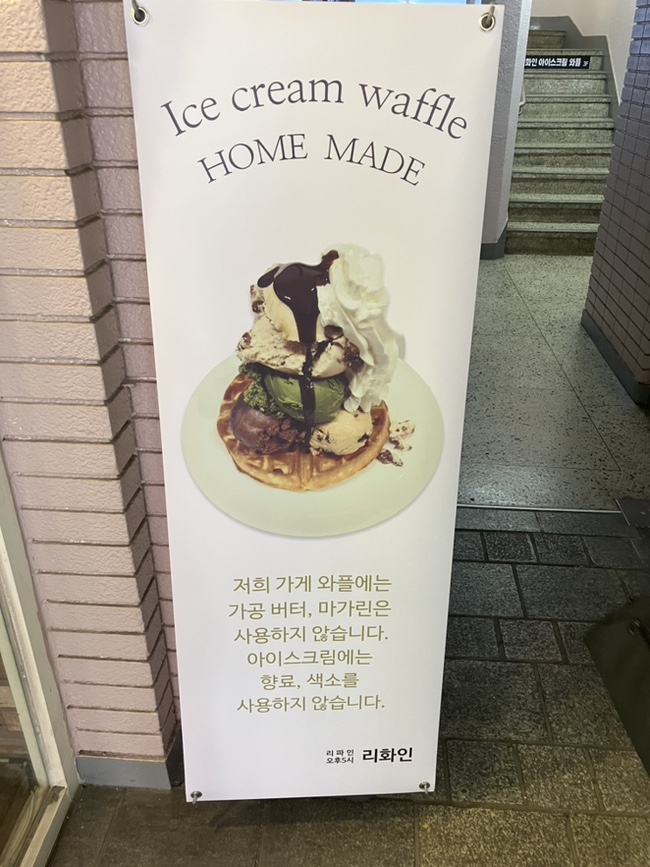 Ice cream waffle
HOME MADE
저희 가게 와플에는
가공 버터, 마가린은
사용하지 않습니다.
아이스크림에는
향료, 색소를
사용하지 않습니다.
리파인
오후5시 리화인
화인 아이스크림 와플